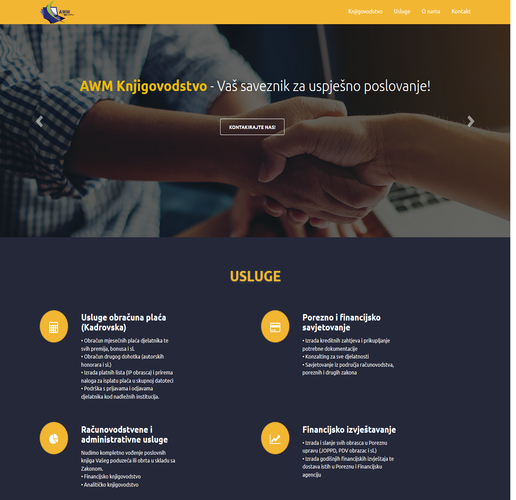 AWM
Knjigovodstvo Usluge O nama Kontakt
AWM Knjigovodstvo - Vaš saveznik za uspješno poslovanje!
KONTAKIRAJTE NAS!
USLUGE
Usluge obračuna plaća
(Kadrovska)
• Obračun mjesečnih plaća djelatnika te
svih premija, bonusa i sl.
• Obračun drugog dohotka (autorskih
honorara i sl.)
• Izrada platnih lista (IP obrasca) i prirema
naloga za isplatu plaća u skupnoj datoteci
• Podrška s prijavama i odjavama
djelatnika kod nadležnih institucija.
Porezno i financijsko
savjetovanje
• Izrada kreditnih zahtjeva i prikupljanje
potrebne dokumentacije
• Konzalting za sve djelatnosti
• Savjetovanje iz područja računovodstva,
poreznih i drugih zakona
Računovodstvene i
administrativne usluge
Nudimo kompletno vođenje poslovnih
knjiga Vašeg poduzeća ili obrta u skladu sa
Zakonom.
• Financijsko knjigovodstvo
• Analitičko knjigovodstvo
Financijsko izvještavanje
• Izrada i slanje svih obrasca u Poreznu
upravu (JOPPD, PDV obrazac i sl.)
• Izrada godišnjih financijskih izvještaja te
dostava istih u Poreznu i Financijsku
agenciju